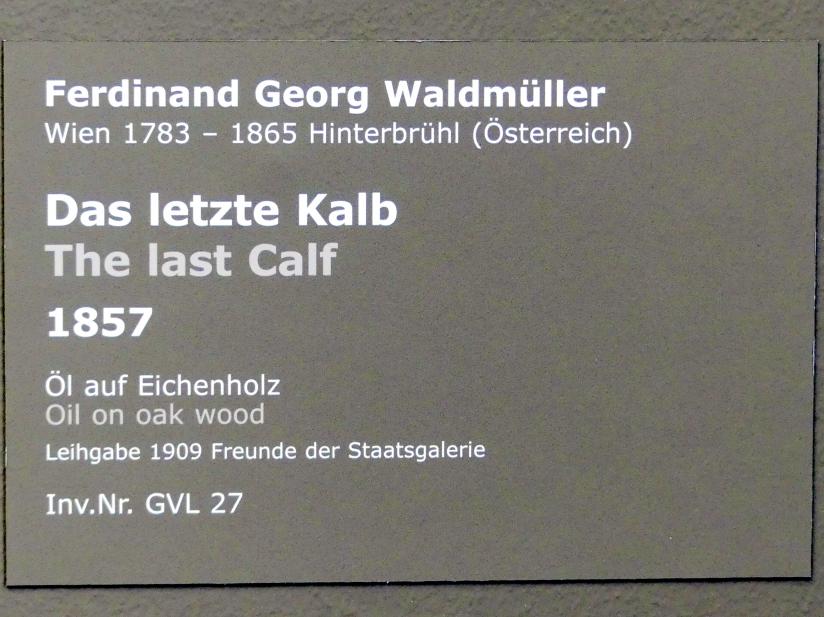 Ferdinand Georg Waldmüller
Wien 1783 – 1865 Hinterbrühl (Österreich)
Das letzte Kalb
The last Calf
1857
Öl auf Eichenholz
Oil on oak wood
Leihgabe 1909 Freunde der Staatsgalerie
Inv.Nr. GVL 27